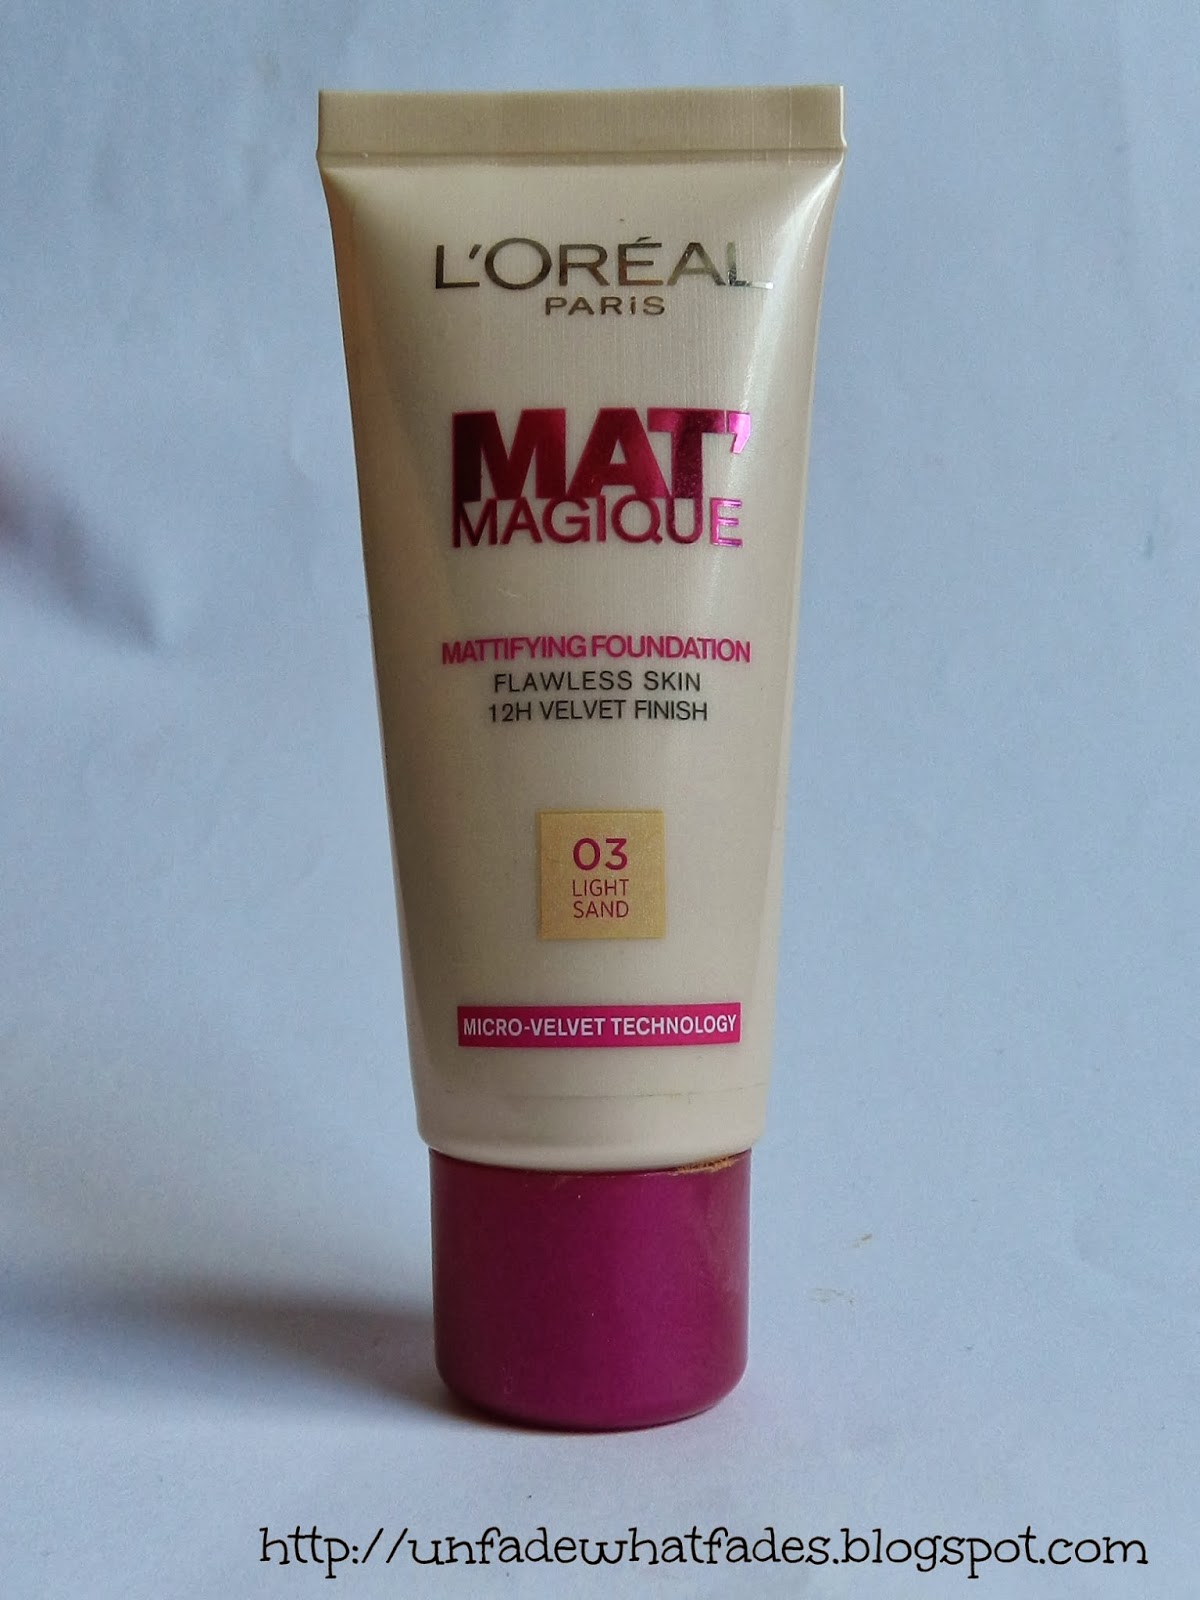 L'ORÉAL
PARiS
MAT'
MAGIQUE
MATTIFYING FOUNDATION
FLAWLESS SKIN
12H VELVET FINISH
03
LIGHT
SAND
MICRO-VELVET TECHNOLOGY
http://unfadewhatfades.blogspot.com